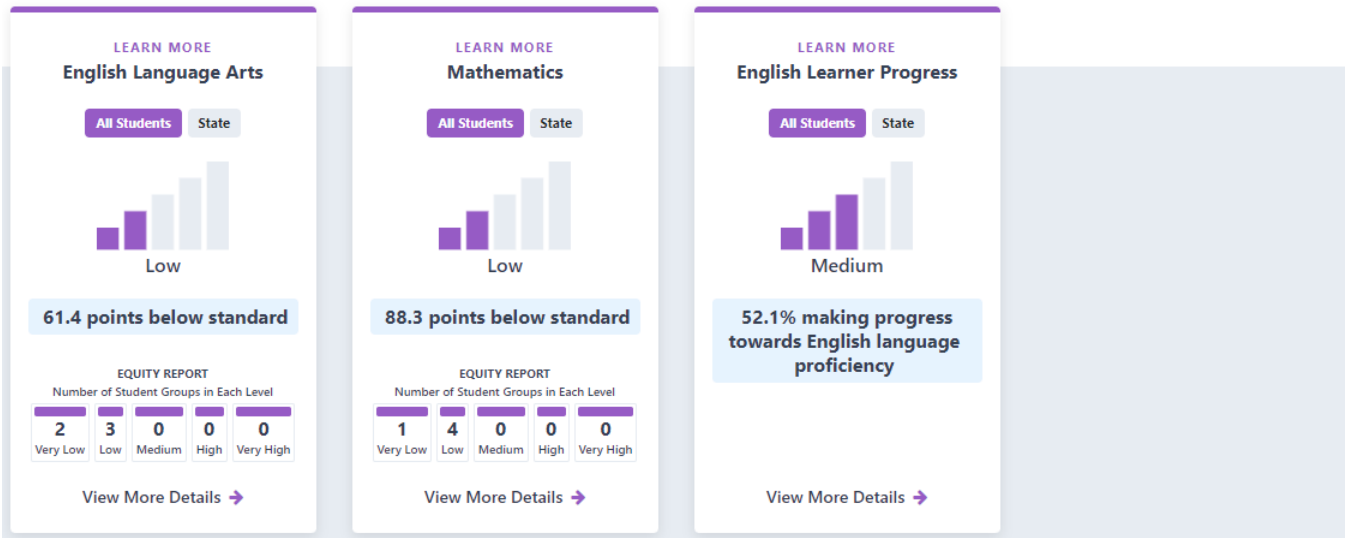 LEARN MORE
English Language Arts
All Students State
Low
61.4 points below standard
EQUITY REPORT
Number of Student Groups in Each Level
2 3 0 0 0
Very Low Low Medium High Very High
View More Details
LEARN MORE
Mathematics
All Students State
Low
88.3 points below standard
EQUITY REPORT
Number of Student Groups in Each Level
1 4 0 0 0
Very Low Low Medium High Very High
View More Details
LEARN MORE
English Learner Progress
All Students State
Medium
52.1% making progress
towards English language
proficiency
View More Details